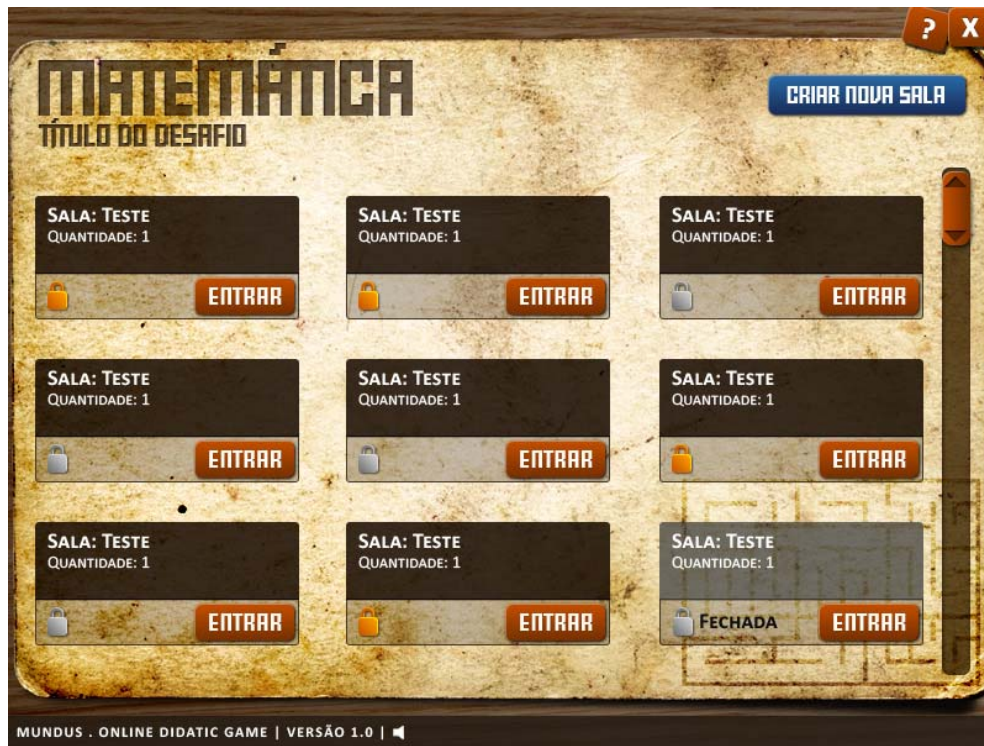 ? X
MATEMÁTICA
CRIAR NOVA SALA
TÍTULO DO DESAFIO
SALA: TESTE
QUANTIDADE: 1
ENTRAR
SALA: TESTE
QUANTIDADE: 1
ENTRAR
SALA: TESTE
QUANTIDADE: 1
ENTRAR
SALA: TESTE
QUANTIDADE: 1
ENTRAR
SALA: TESTE
QUANTIDADE: 1
ENTRAR
SALA: TESTE
QUANTIDADE: 1
ENTRAR
SALA: TESTE
QUANTIDADE: 1
ENTRAR
SALA: TESTE
QUANTIDADE: 1
ENTRAR
SALA: TESTE
QUANTIDADE: 1
FECHADA ENTRAR
MUNDUS . ONLINE DIDATIC GAME | VERSÃO 1.0 |